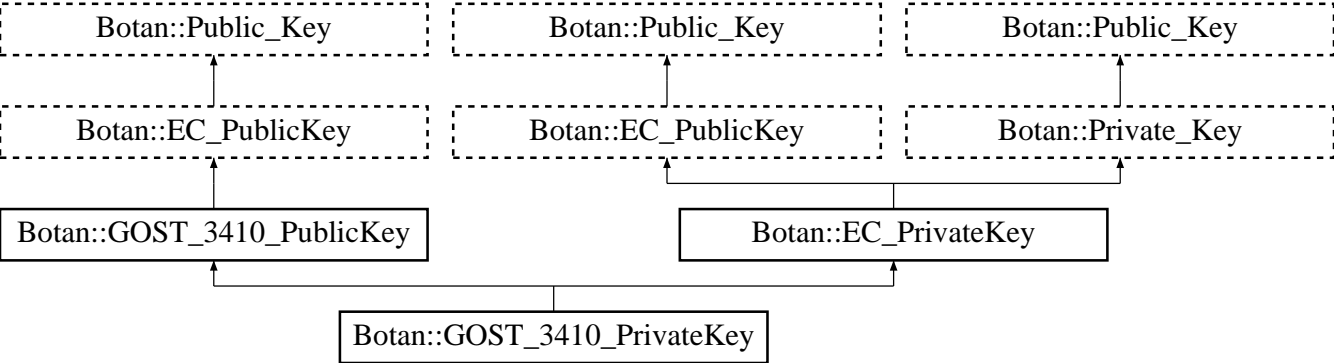 Botan::Public_Key
Botan::Public_Key
Botan::Public_Key
Botan::EC_PublicKey
Botan::EC_PublicKey
Botan::Private_Key
Botan::GOST_3410_PublicKey
Botan::EC_PrivateKey
Botan::GOST_3410_PrivateKey